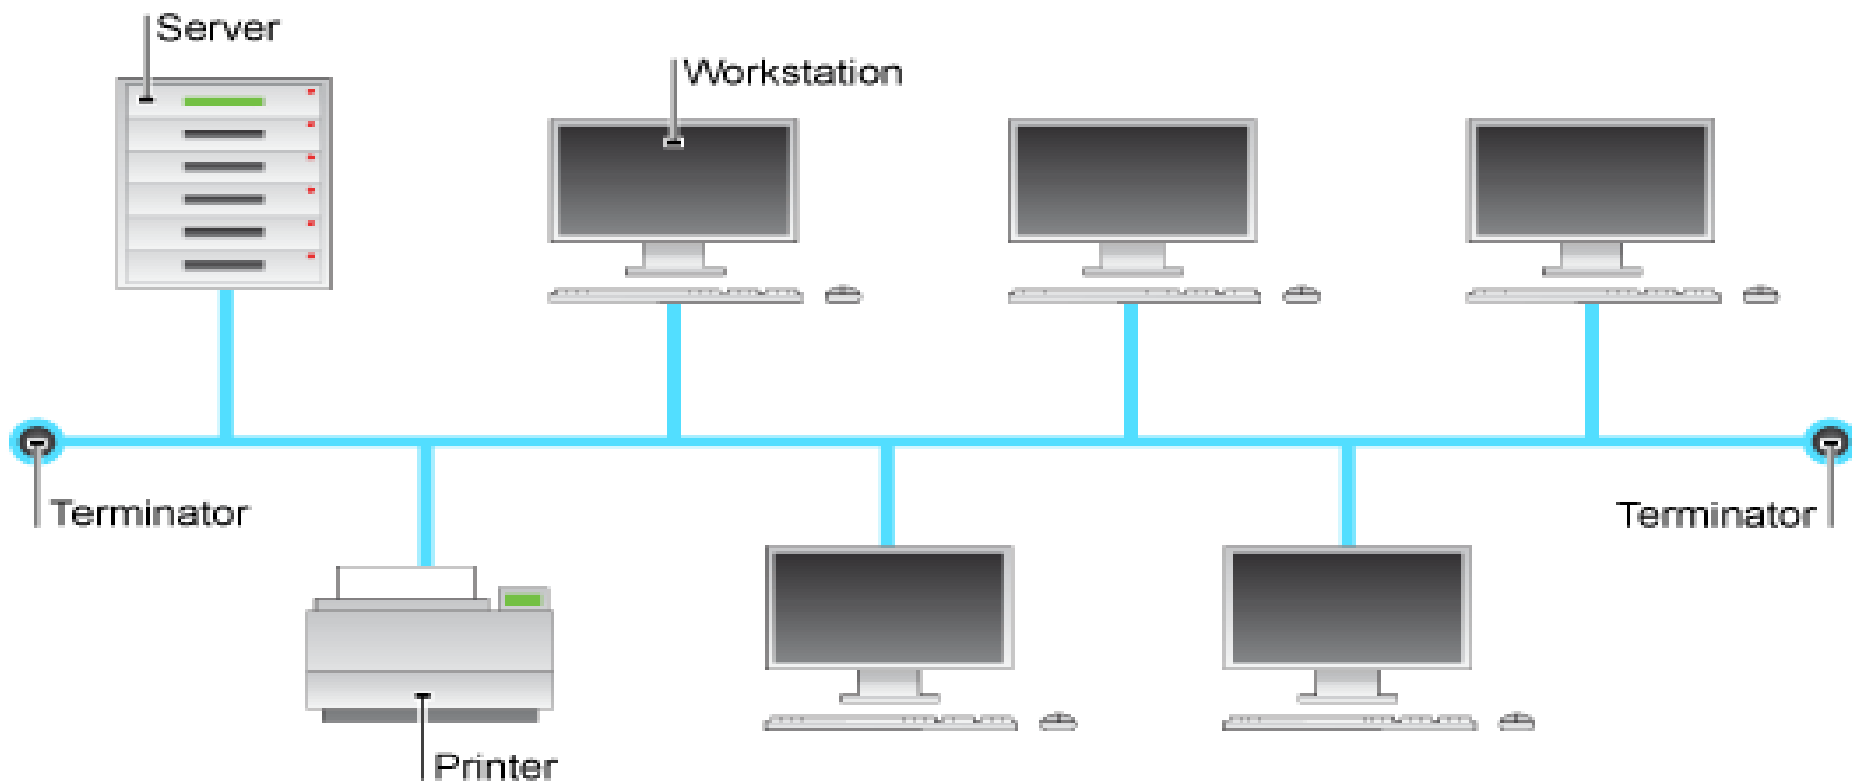 Server
Workstation
Terminator
Terminator
Printer